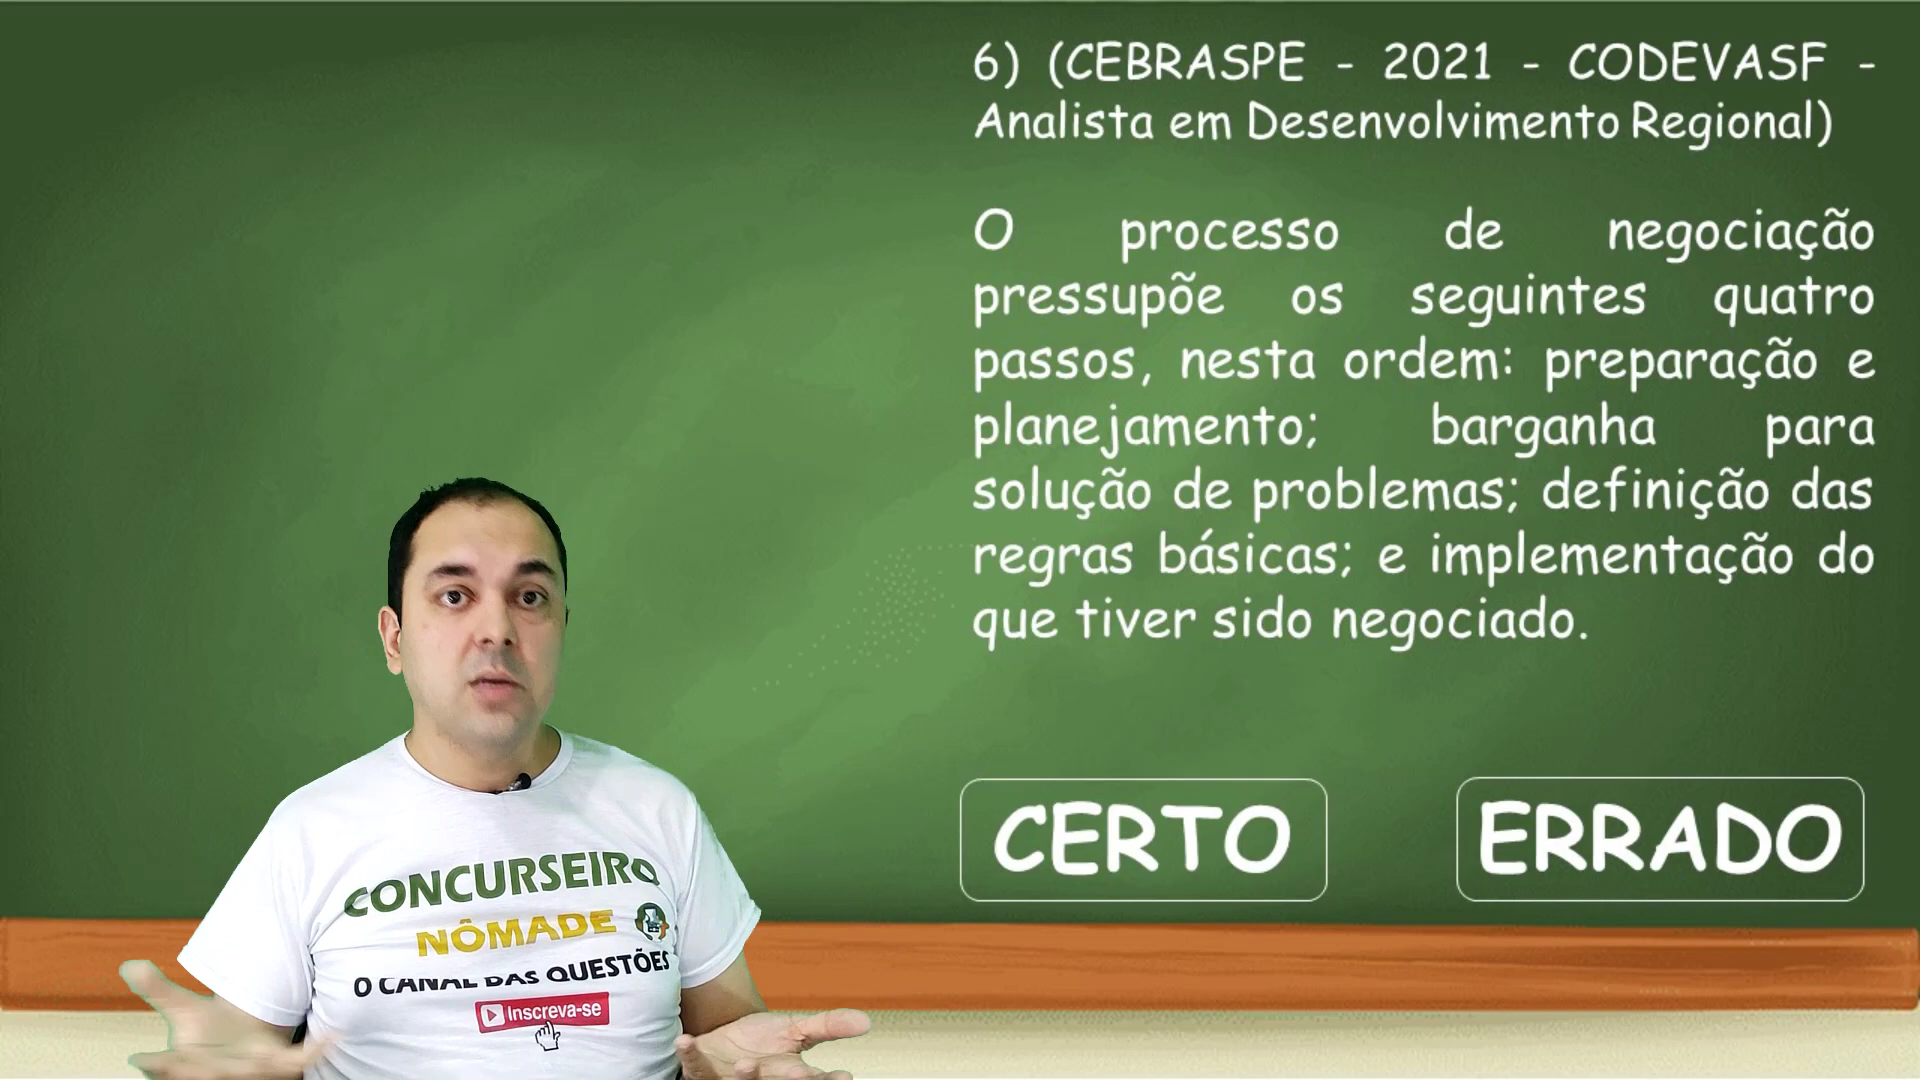 6) (CEBRASPE - 2021 - CODEVASF -
Analista em Desenvolvimento Regional)
O processo de negociação
pressupõe os seguintes quatro
passos, nesta ordem: preparação e
planejamento; barganha para
solução de problemas; definição das
regras básicas; e implementação do
que tiver sido negociado.
CERTO
ERRADO
CONCURSEIRO
NÔMADE
O CANAL DAS QUESTÕES
Inscreva-se